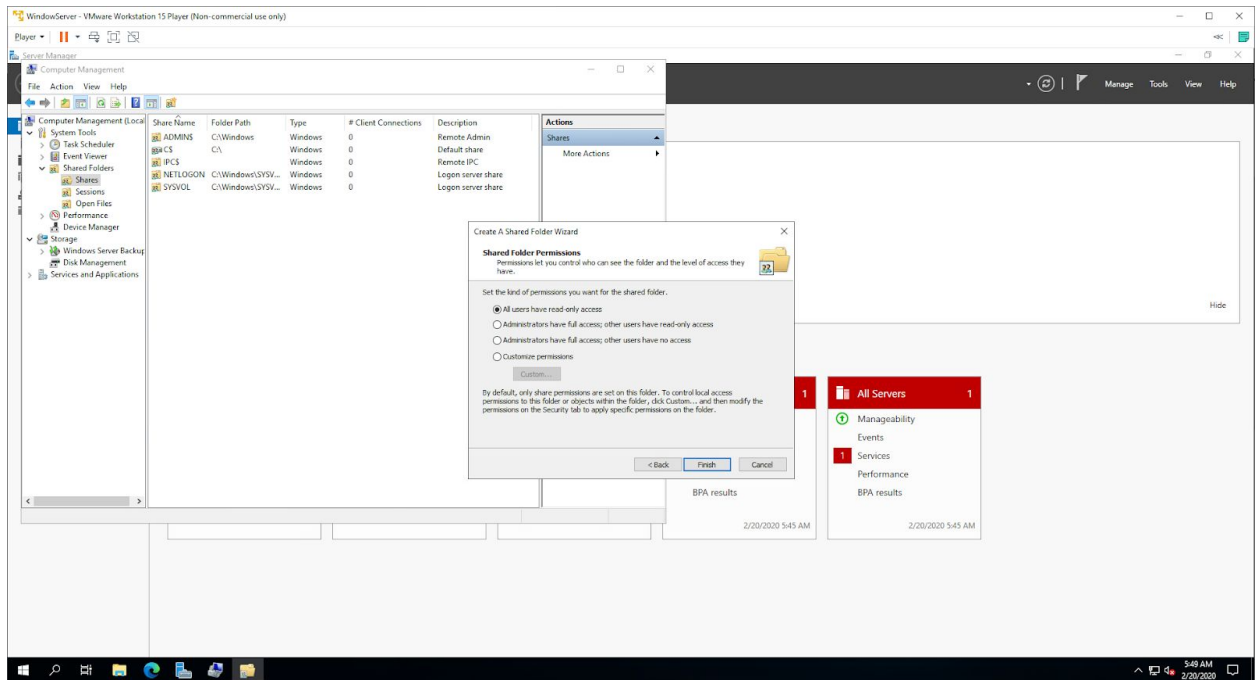 WindowServer - VMware Workstation 15 Player (Non-commercial use only)
Player
Server Manager
Manage Tools View Help
Computer Management
File Action View Help
Computer Management (Local
System Tools
Task Scheduler
Event Viewer
Shared Folders
Shares
Sessions
Open Files
Performance
Device Manager
Storage
Windows Server Backup
Disk Management
Services and Applications
Share Name Folder Path Type # Client Connections Description
ADMIN$ C:\Windows Windows 0 Remote Admin
C$ C:\ Windows 0 Default share
IPC$ Windows 0 Remote IPC
NETLOGON C:\Windows\SYSV... Windows 0 Logon server share
SYSVOL C:\Windows\SYSV... Windows 0 Logon server share
Actions
Shares
More Actions
Create A Shared Folder Wizard
Shared Folder Permissions
Permissions let you control who can see the folder and the level of access they
have.
Set the kind of permissions you want for the shared folder.
All users have read-only access
Administrators have full access; other users have read-only access
Administrators have full access; other users have no access
Customize permissions
Custom...
By default, only share permissions are set on this folder. To control local access
permissions to this folder or objects within the folder, click Custom... and then modify the
permissions on the Security tab to apply specific permissions on the folder.
< Back Finish Cancel
Hide
1
All Servers 1
Manageability
Events
1 Services
Performance
BPA results
BPA results
2/20/2020 5:45 AM
2/20/2020 5:45 AM
5:49 AM
2/20/2020